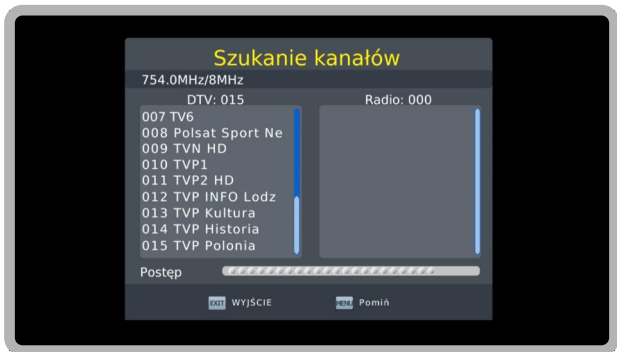 Szukanie kanałów
754.0MHz/8MHz
DTV: 015
Radio: 000
007 TV6
008 Polsat Sport Ne
009 TVN HD
010 TVP1
011 TVP2 HD
012 TVP INFO Lodz
013 TVP Kultura
014 TVP Historia
015 TVP Polonia
Postęp
EXIT WYJŚCIE
MENU Pomiń